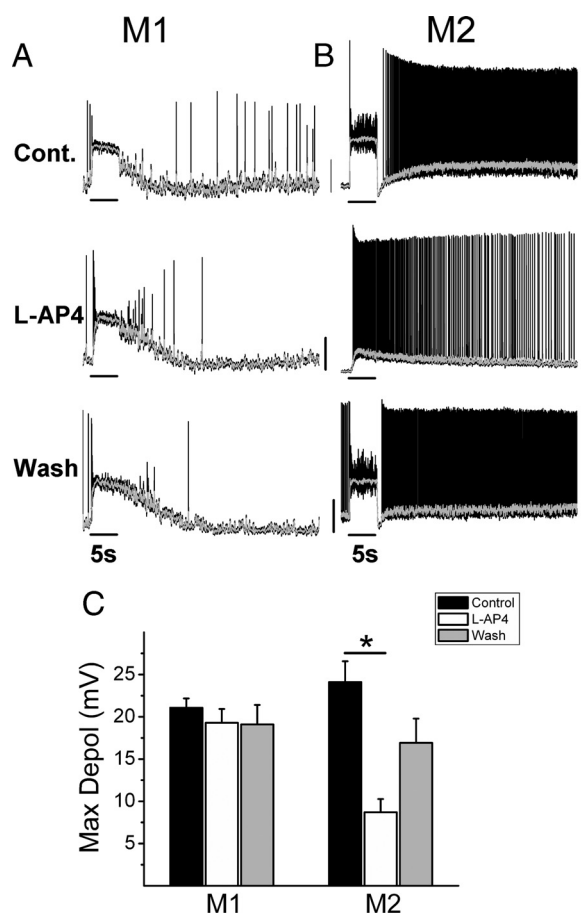 M1
M2
A
B
Cont.
L-AP4
Wash
5s
5s
C
Control
L-AP4
Wash
*
Max Depol (mV)
25
20
15
10
5
M1
M2